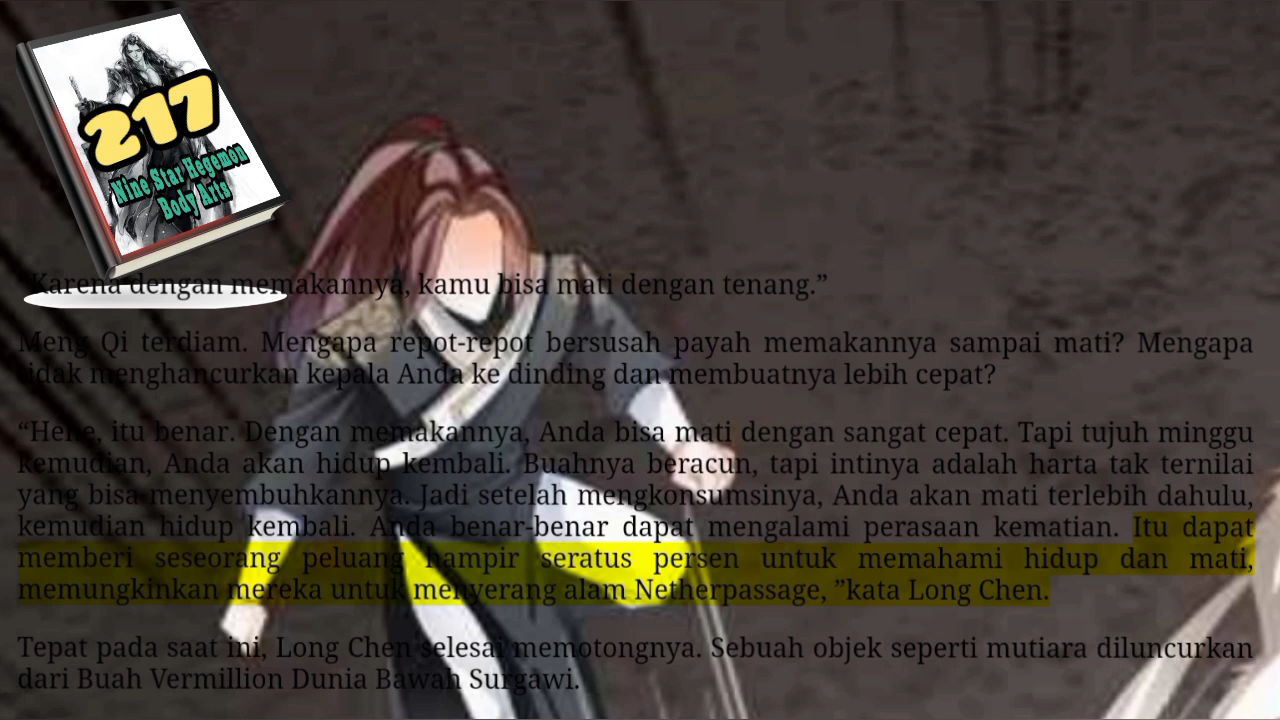 217
Nine Star Hegemon
Body Arts
“Karena dengan memakannya, kamu bisa mati dengan tenang.”
Meng Qi terdiam. Mengapa repot-repot bersusah payah memakannya sampai mati? Mengapa
tidak menghancurkan kepala Anda ke dinding dan membuatnya lebih cepat?
“Hehe, itu benar. Dengan memakannya, Anda bisa mati dengan sangat cepat. Tapi tujuh minggu
kemudian, Anda akan hidup kembali. Buahnya beracun, tapi intinya adalah harta tak ternilai
yang bisa menyembuhkannya. Jadi setelah mengkonsumsinya, Anda akan mati terlebih dahulu,
kemudian hidup kembali. Anda benar-benar dapat mengalami perasaan kematian. Itu dapat
memberi seseorang peluang hampir seratus persen untuk memahami hidup dan mati,
memungkinkan mereka untuk menyerang alam Netherpassage, ”kata Long Chen.
Tepat pada saat ini, Long Chen selesai memotongnya. Sebuah objek seperti mutiara diluncurkan
dari Buah Vermillion Dunia Bawah Surgawi.